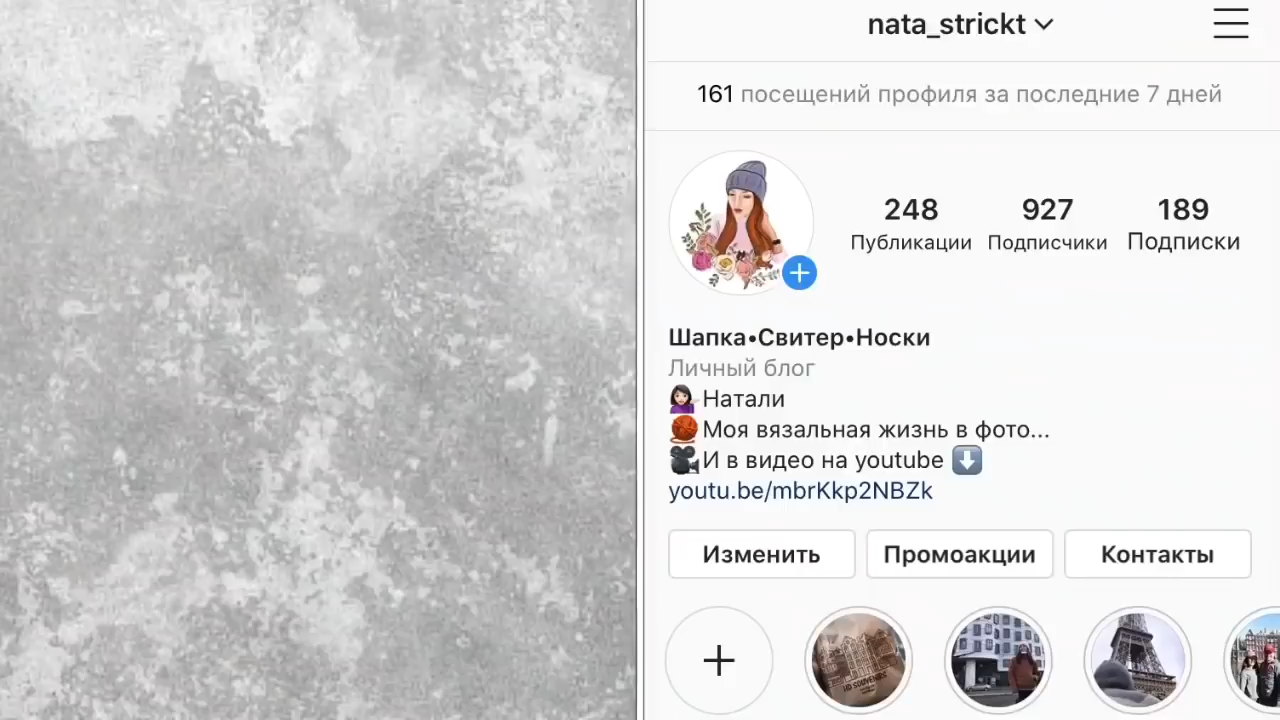 nata_strickt
161 посещений профиля за последние 7 дней
248 927 189
Публикации Подписчики Подписки
Шапка•Свитер•Носки
Личный блог
💁🏻‍♀️Натали
🧶Моя вязальная жизнь в фото...
🎥И в видео на youtube ⬇️
youtu.be/mbrKkp2NBZk
Изменить Промоакции Контакты